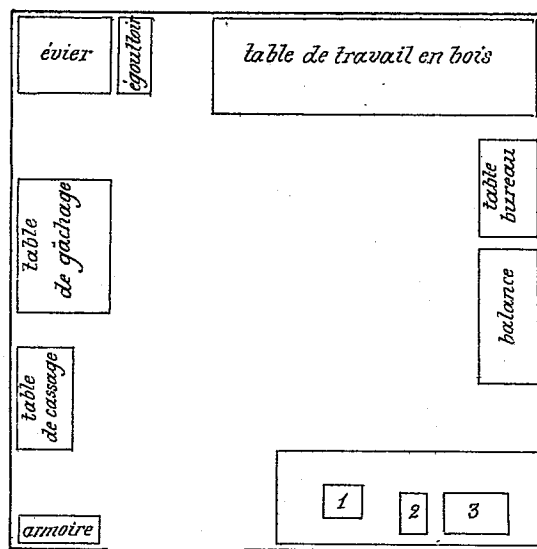 évier
égouttoir
table de travail en bois
table
bureau
table
de gâchage
balance
table
de cassage
1
2
3
armoire